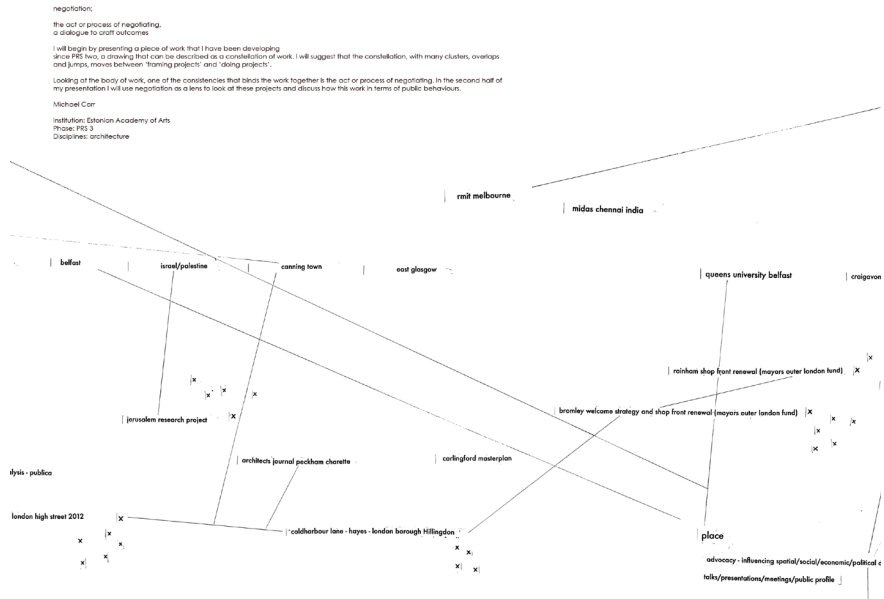 negotiation;
the act or process of negotiating,
a dialogue to craft outcomes
I will begin by presenting a piece of work that I have been developing
since PRS two, a drawing that can be described as a constellation of work. I will suggest that the constellation, with many clusters, overlaps
and jumps, moves between 'framing projects' and 'doing projects'.
Looking at the body of work, one of the consistencies that binds the work together is the act or process of negotiating. In the second half of
my presentation I will use negotiation as a lens to look at these projects and discuss how this work in terms of public behaviours.
Michael Corr
Institution: Estonian Academy of Arts
Phase: PRS 3
Disciplines: architecture
rmit melbourne
midas chennai india
belfast
israel/palestine
canning town
east glasgow
queens university belfast
craigavon
rainham shop front renewal (mayors outer london fund)
x
x
x
x
x
x
bromley welcome strategy and shop front renewal (mayors outer london fund)
x
x
x
x
x
x
jerusalem research project
x
architects journal peckham charette
carlingford masterplan
lysis - publica
london high street 2012
x
x
x
x
x
x
coldharbour lane - hayes - london borough Hillingdon
x
x
x
x
place
advocacy - influencing spatial/social/economic/political
talks/presentations/meetings/public profile